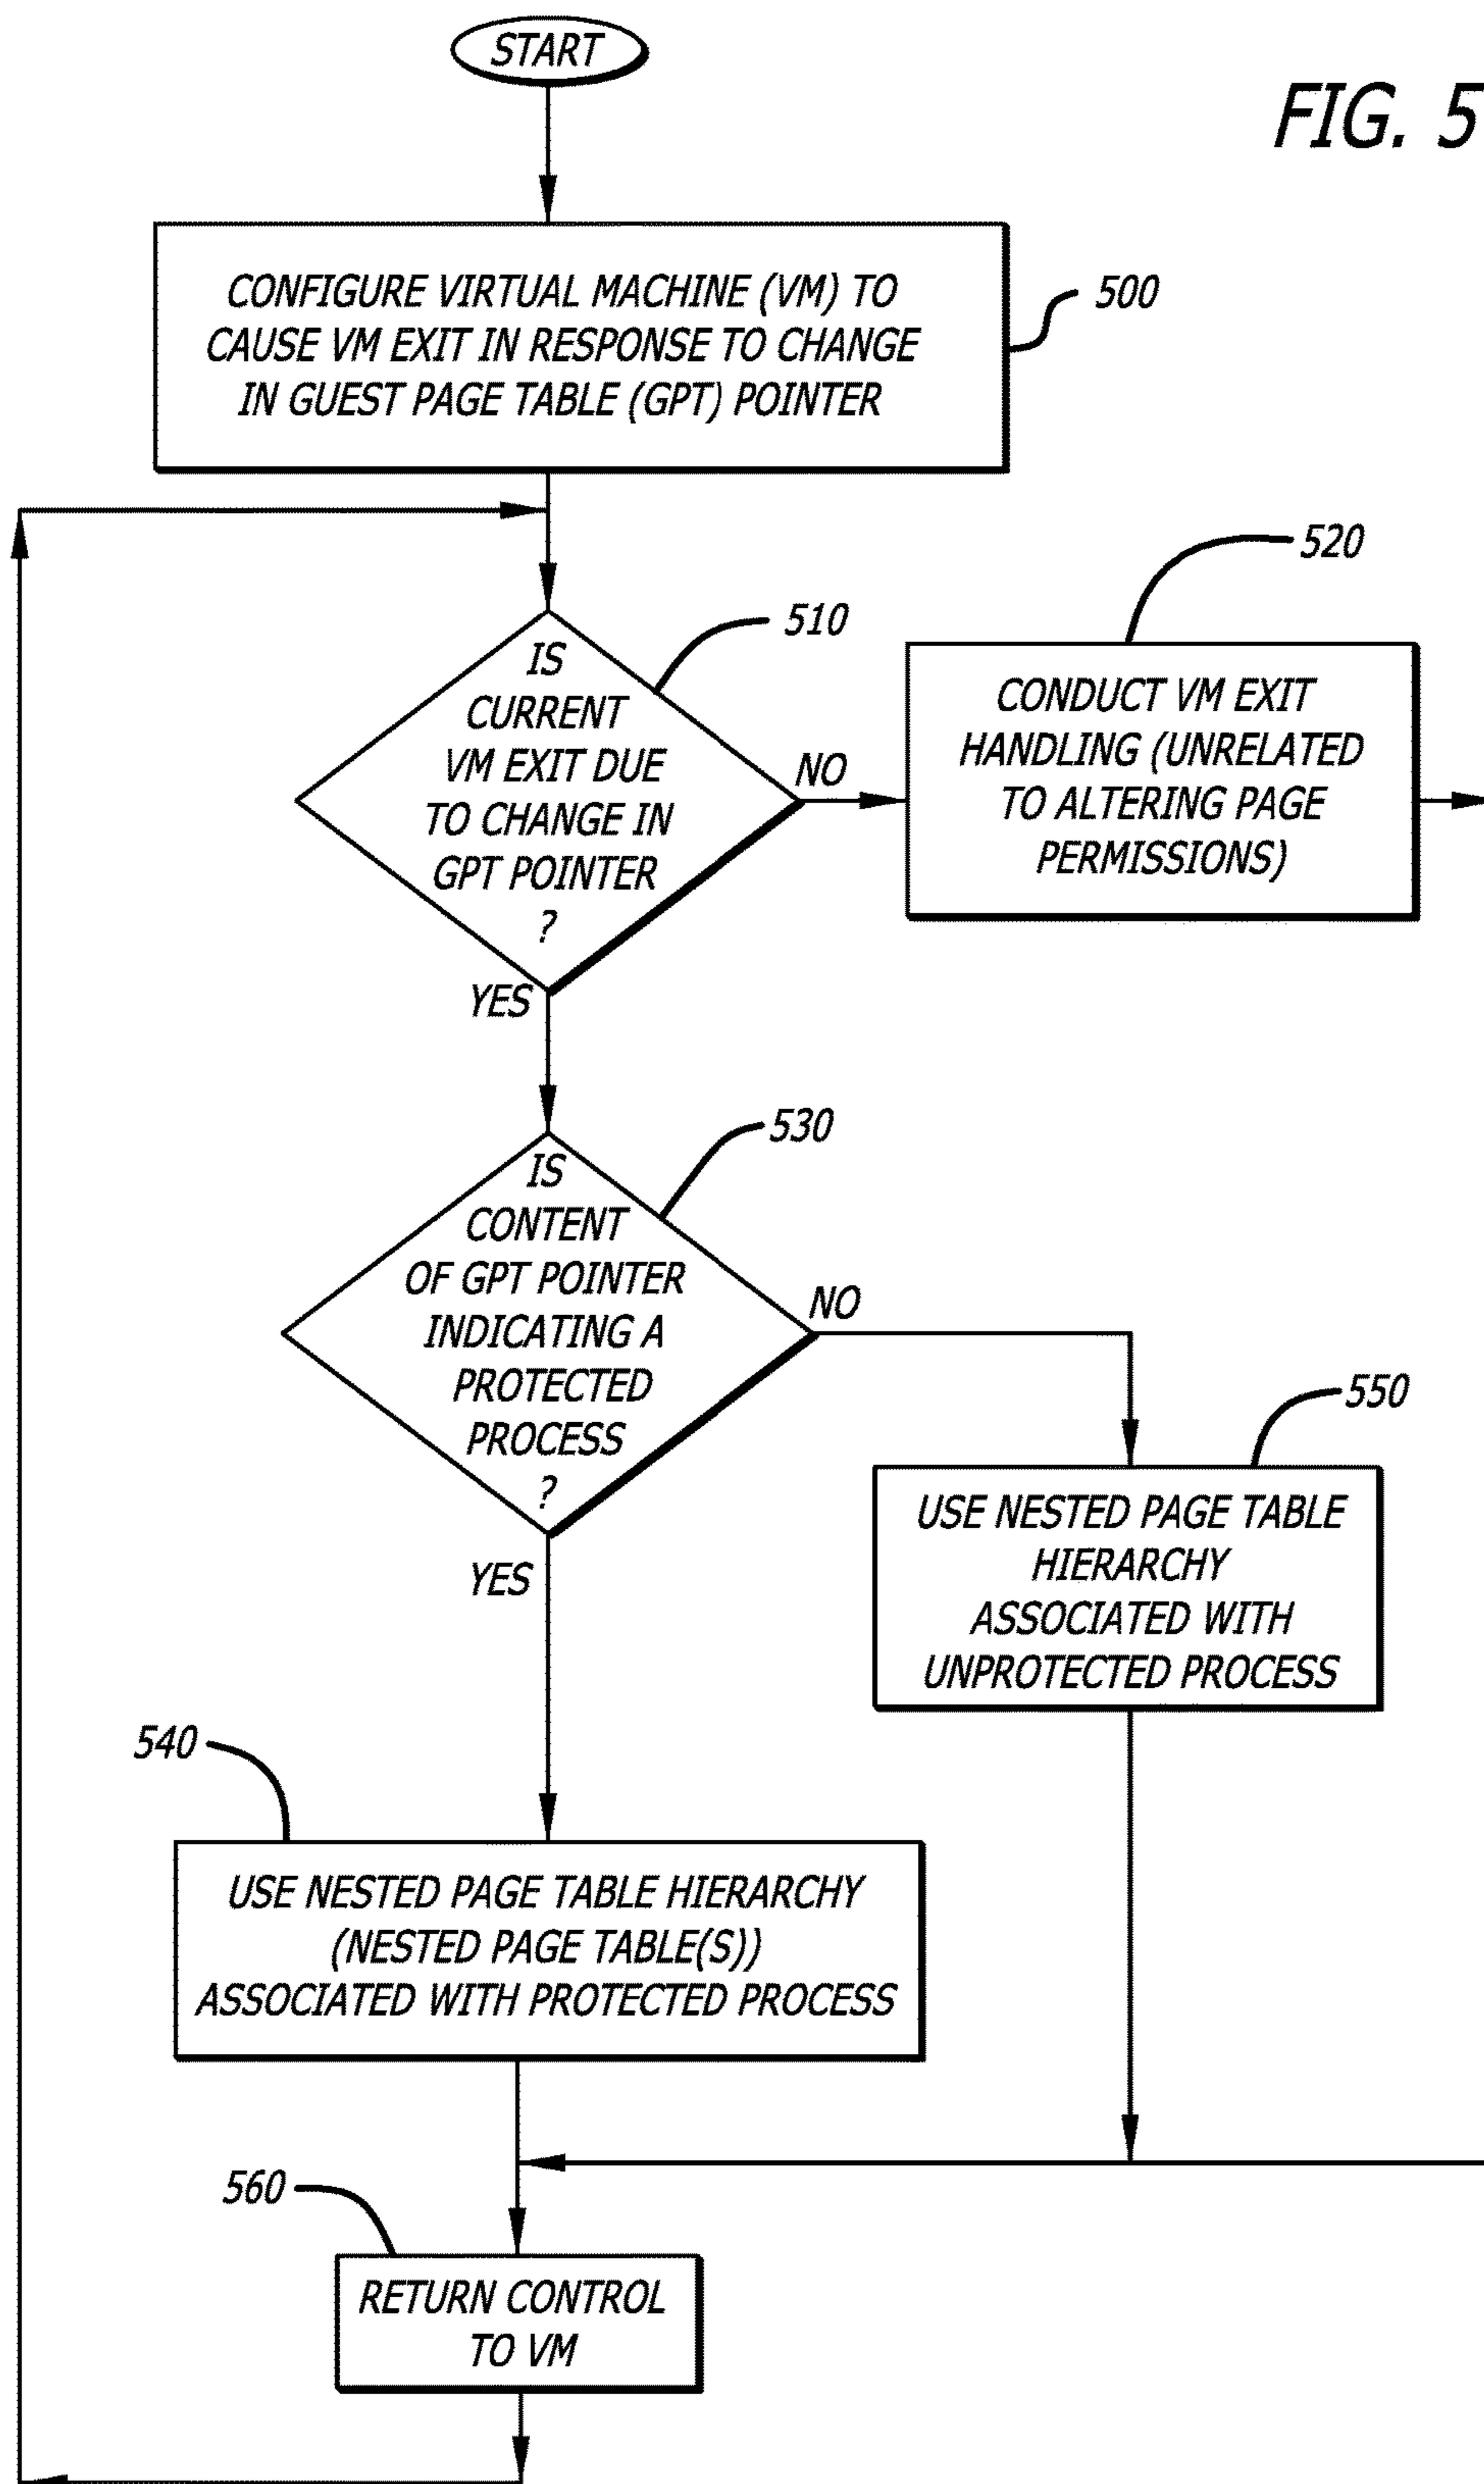 START
FIG. 5
CONFIGURE VIRTUAL MACHINE (VM) TO
CAUSE VM EXIT IN RESPONSE TO CHANGE
IN GUEST PAGE TABLE (GPT) POINTER
500
520
510
IS
CURRENT
VM EXIT DUE
TO CHANGE IN
GPT POINTER
?
NO
CONDUCT VM EXIT
HANDLING (UNRELATED
TO ALTERING PAGE
PERMISSIONS)
YES
530
IS
CONTENT
OF GPT POINTER
INDICATING A
PROTECTED
PROCESS
?
NO
550
USE NESTED PAGE TABLE
HIERARCHY
ASSOCIATED WITH
UNPROTECTED PROCESS
YES
540
USE NESTED PAGE TABLE HIERARCHY
(NESTED PAGE TABLE(S))
ASSOCIATED WITH PROTECTED PROCESS
560
RETURN CONTROL
TO VM